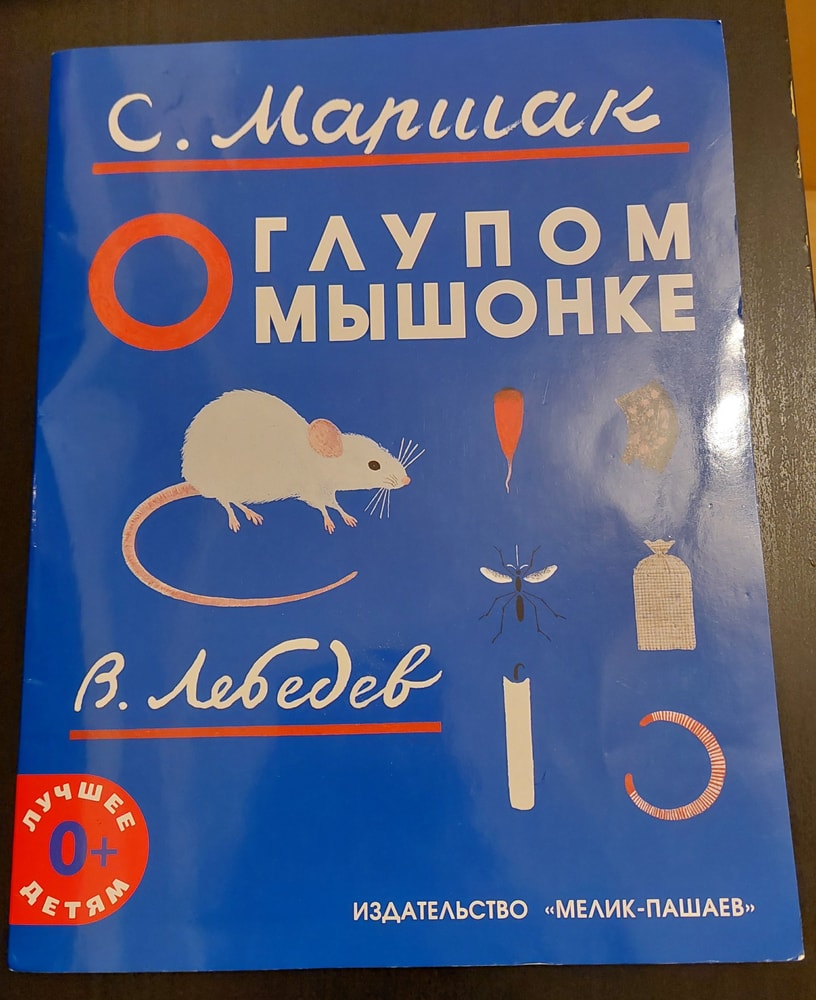 С. Маршак
О ГЛУПОМ
МЫШОНКЕ
В. Лебедев
ЛУЧШЕЕ
0+
ДЕТЯМ
ИЗДАТЕЛЬСТВО «МЕЛИК-ПАШАЕВ»